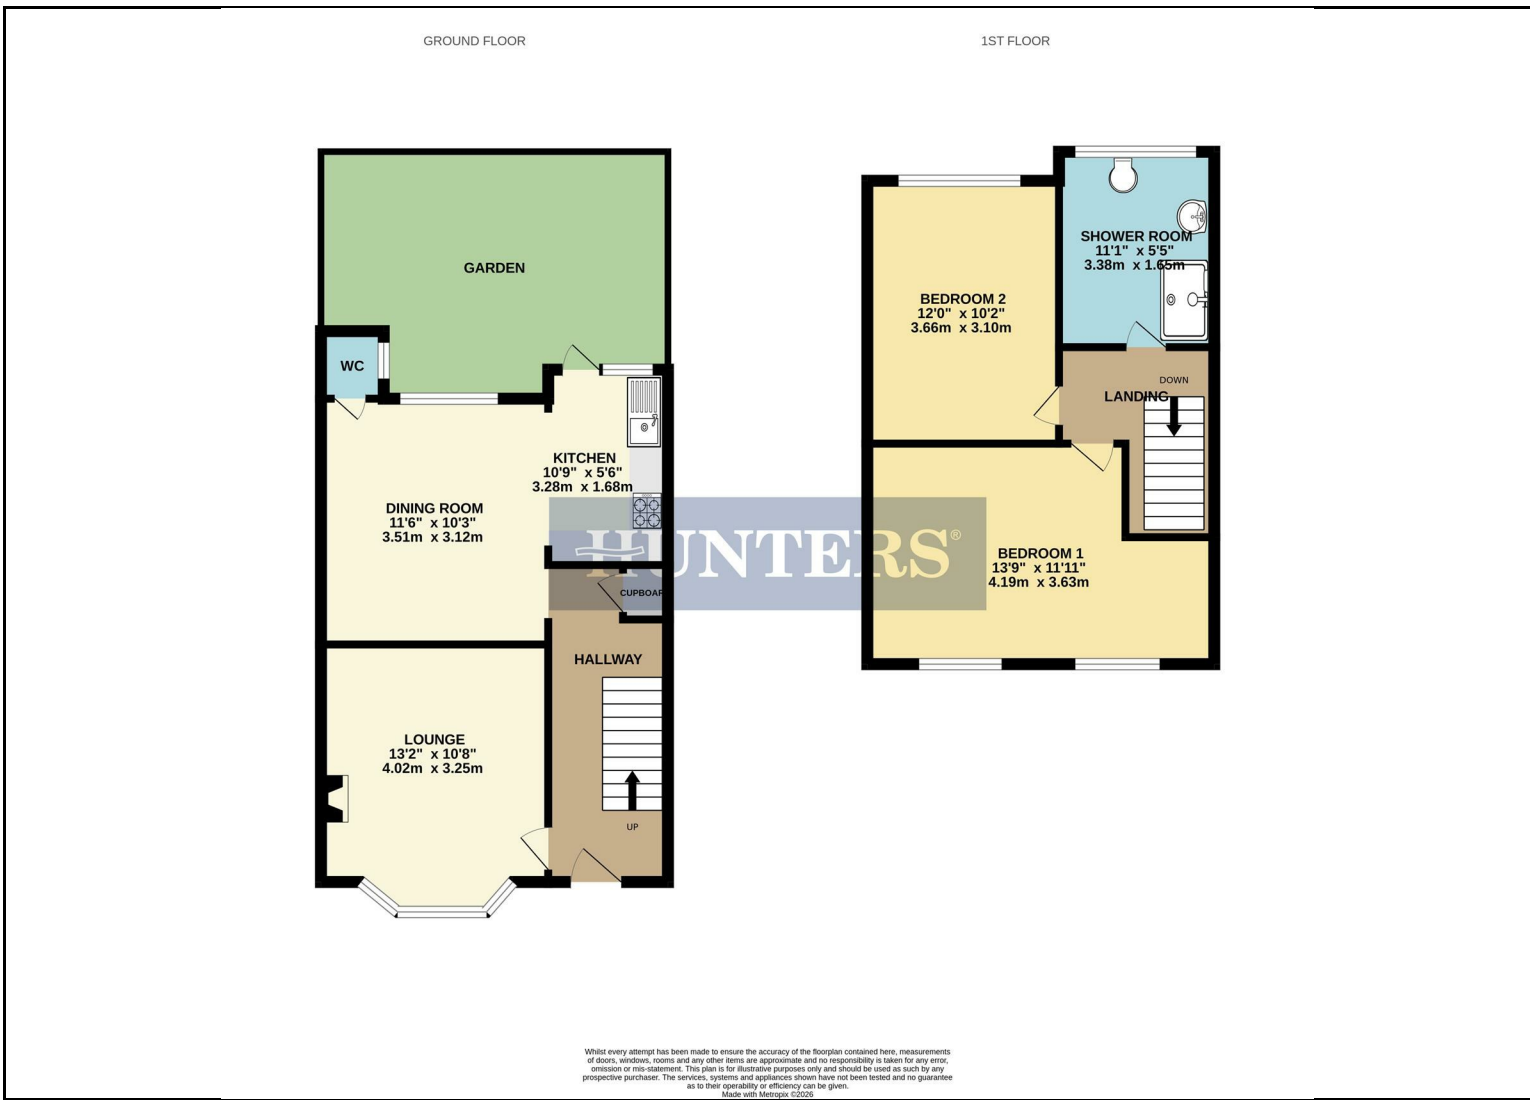 GROUND FLOOR
1ST FLOOR
GARDEN
WC
KITCHEN
10'9" x 5'6"
3.28m x 1.68m
DINING ROOM
11'6" x 10'3"
3.51m x 3.12m
CUPBOAR
HALLWAY
LOUNGE
13'2" x 10'8"
4.02m x 3.25m
UP
SHOWER ROOM
11'1" x 5'5"
3.38m x 1.65m
BEDROOM 2
12'0" x 10'2"
3.66m x 3.10m
DOWN
LANDING
BEDROOM 1
13'9" x 11'11"
4.19m x 3.63m
HUNTERS®
Whilst every attempt has been made to ensure the accuracy of the floorplan contained here, measurements
of doors, windows, rooms and any other items are approximate and no responsibility is taken for any error,
omission or mis-statement. This plan is for illustrative purposes only and should be used as such by any
prospective purchaser. The services, systems and appliances shown have not been tested and no guarantee
as to their operability or efficiency can be given.
Made with Metropix ©2026